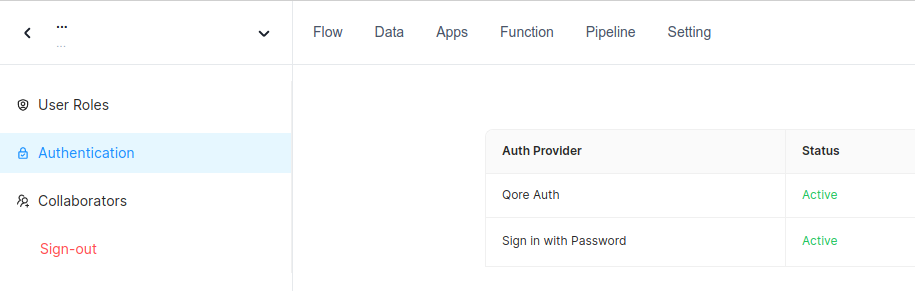 ...
...
Flow Data Apps Function Pipeline Setting
User Roles
Authentication
Collaborators
Sign-out
Auth Provider Status
Qore Auth Active
Sign in with Password Active